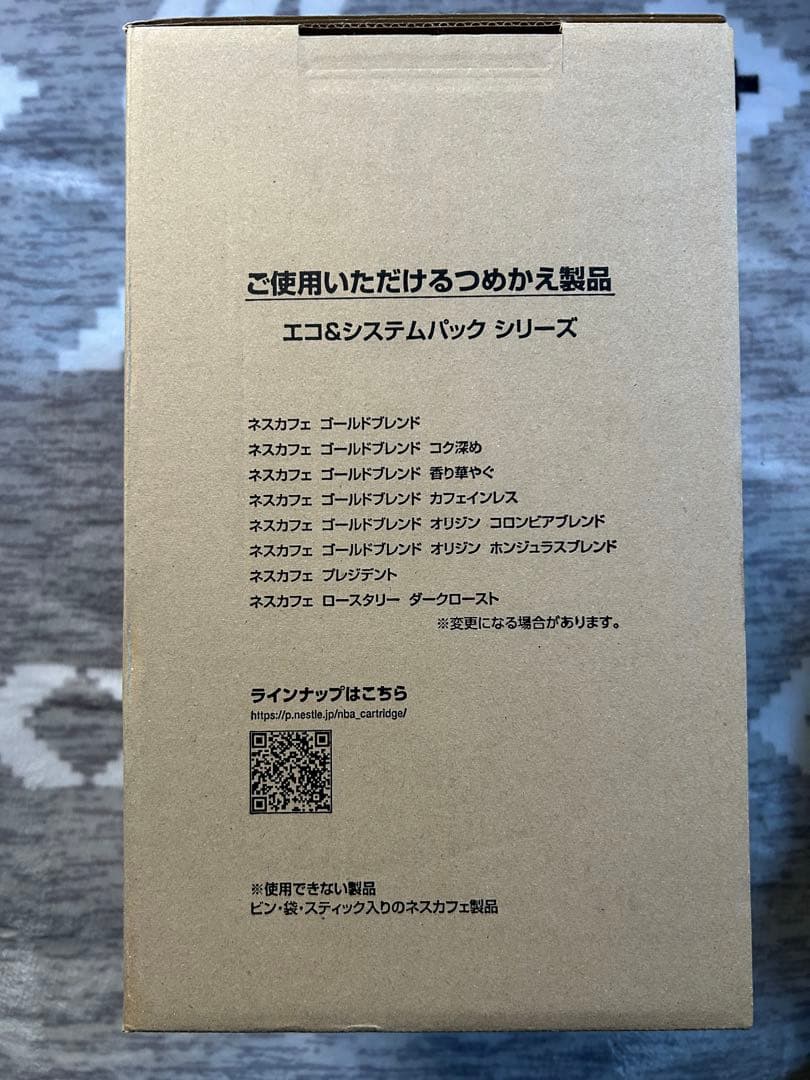 ご使用いただけるつめかえ製品
エコ&システムパック シリーズ
ネスカフェ ゴールドブレンド
ネスカフェ ゴールドブレンド コク深め
ネスカフェ ゴールドブレンド 香り華やぐ
ネスカフェ ゴールドブレンド カフェインレス
ネスカフェ ゴールドブレンド オリジン コロンビアブレンド
ネスカフェ ゴールドブレンド オリジン ホンジュラスブレンド
ネスカフェ プレジデント
ネスカフェ ロースタリー ダークロースト
※変更になる場合があります。
ラインナップはこちら
https://p.nestle.jp/nba_cartridge/
※使用できない製品
ビン・袋・スティック入りのネスカフェ製品